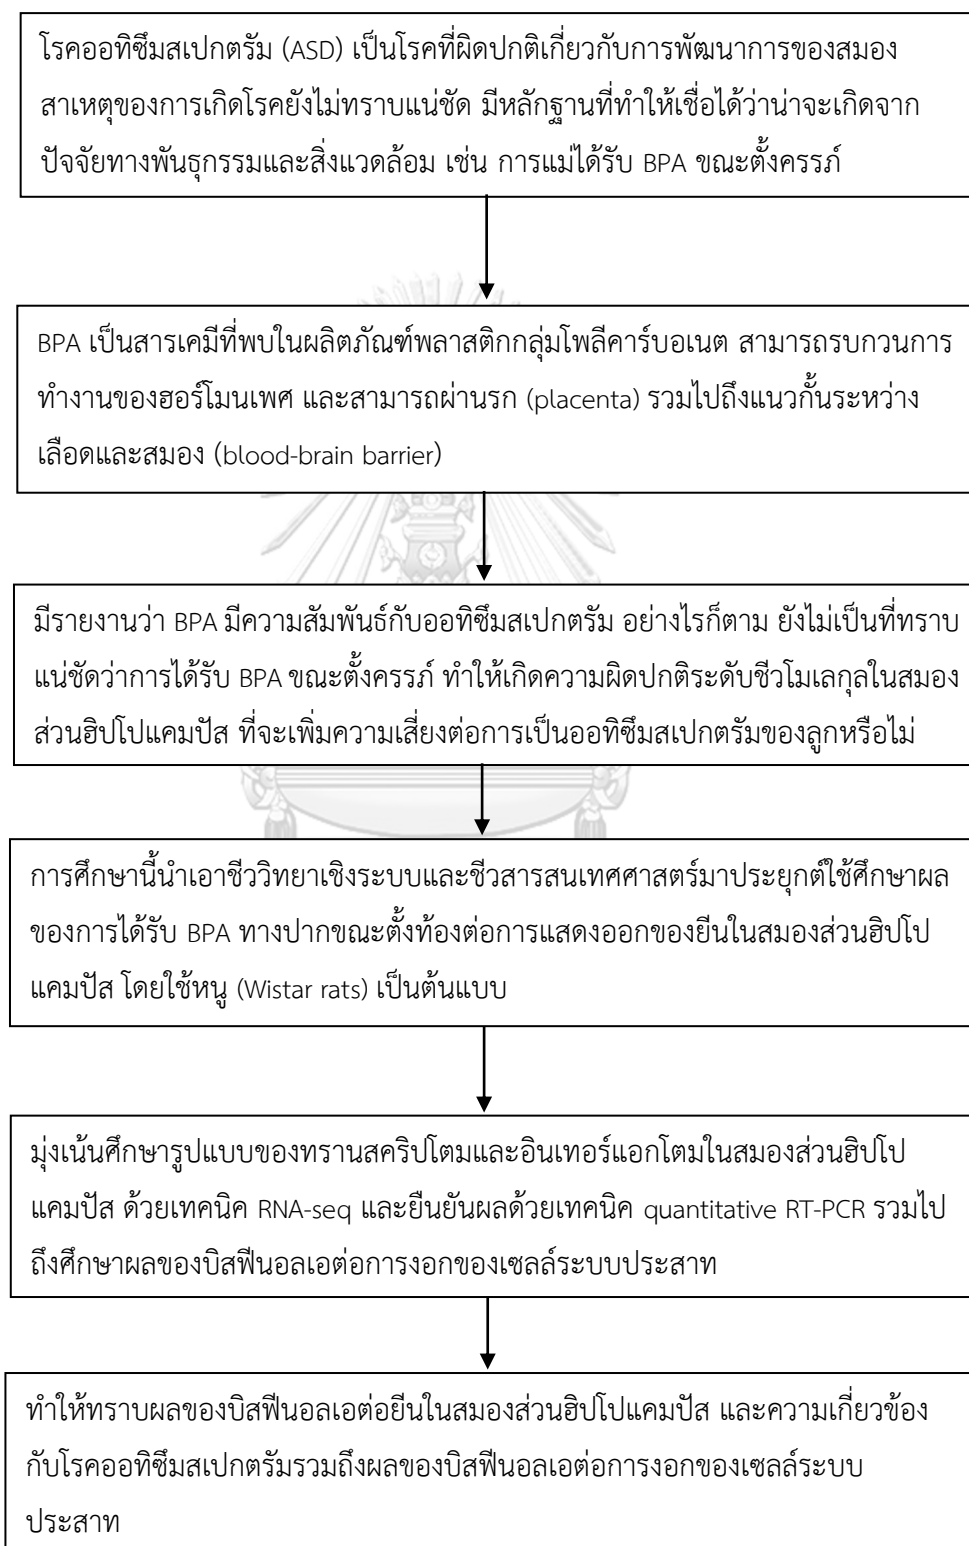 โรคออทิซึมสเปกตรัม (ASD) เป็นโรคที่ผิดปกติเกี่ยวกับการพัฒนาการของสมอง
สาเหตุของการเกิดโรคยังไม่ทราบแน่ชัด มีหลักฐานที่ทำให้เชื่อได้ว่าน่าจะเกิดจาก
ปัจจัยทางพันธุกรรมและสิ่งแวดล้อม เช่น การแม่ได้รับ BPA ขณะตั้งครรภ์
BPA เป็นสารเคมีที่พบในผลิตภัณฑ์พลาสติกกลุ่มโพลีคาร์บอเนต สามารถรบกวนการ
ทำงานของฮอร์โมนเพศ และสามารถผ่านรก (placenta) รวมไปถึงแนวกั้นระหว่าง
เลือดและสมอง (blood-brain barrier)
มีรายงานว่า BPA มีความสัมพันธ์กับออทิซึมสเปกตรัม อย่างไรก็ตาม ยังไม่เป็นที่ทราบ
แน่ชัดว่าการได้รับ BPA ขณะตั้งครรภ์ ทำให้เกิดความผิดปกติระดับชีวโมเลกุลในสมอง
ส่วนฮิปโปแคมปัส ที่จะเพิ่มความเสี่ยงต่อการเป็นออทิซึมสเปกตรัมของลูกหรือไม่
การศึกษานี้นำเอาชีววิทยาเชิงระบบและชีวสารสนเทศศาสตร์มาประยุกต์ใช้ศึกษาผล
ของการได้รับ BPA ทางปากขณะตั้งท้องต่อการแสดงออกของยีนในสมองส่วนฮิปโป
แคมปัส โดยใช้หนู (Wistar rats) เป็นต้นแบบ
มุ่งเน้นศึกษารูปแบบของทรานสคริปโตมและอินเทอร์แอกโตมในสมองส่วนฮิปโป
แคมปัส ด้วยเทคนิค RNA-seq และยืนยันผลด้วยเทคนิค quantitative RT-PCR รวมไป
ถึงศึกษาผลของบิสฟีนอลเอต่อการงอกของเซลล์ระบบประสาท
ทำให้ทราบผลของบิสฟีนอลเอต่อยีนในสมองส่วนฮิปโปแคมปัส และความเกี่ยวข้อง
กับโรคออทิซึมสเปกตรัมรวมถึงผลของบิสฟีนอลเอต่อการงอกของเซลล์ระบบ
ประสาท